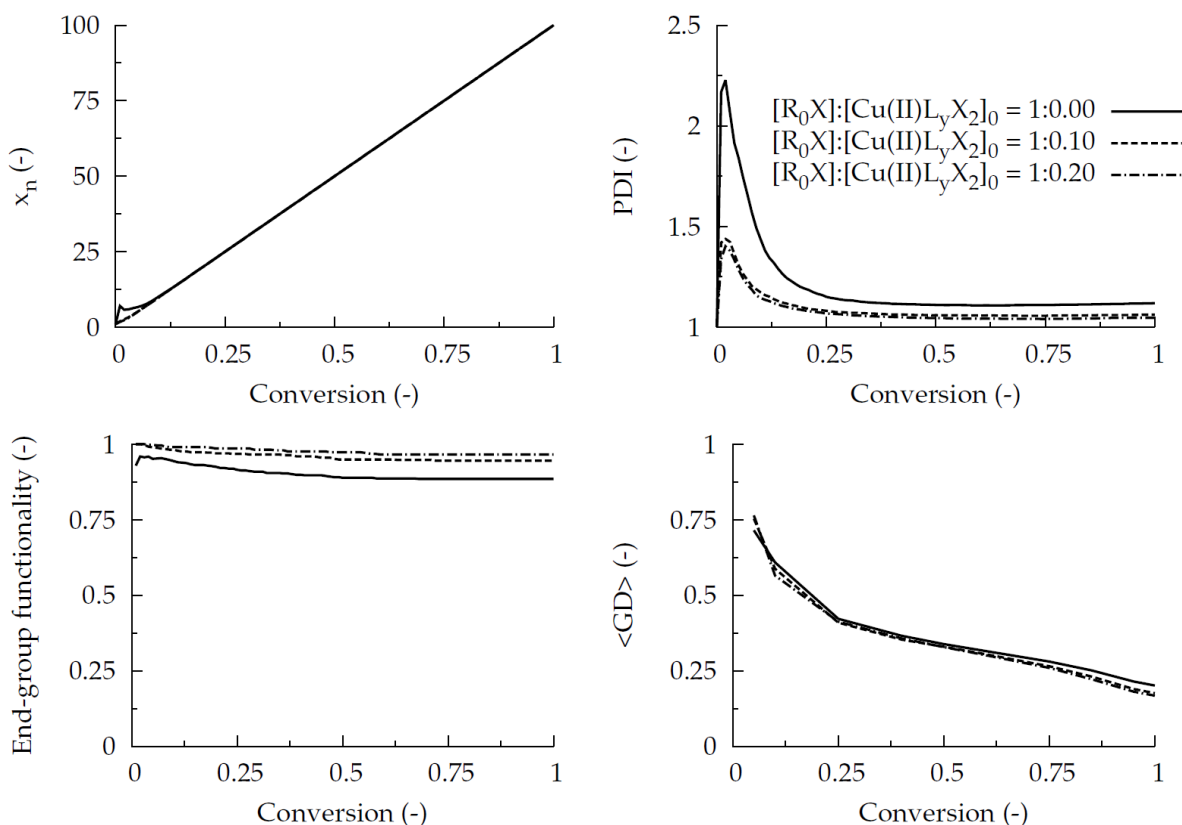 100
75
50
25
0
x_n (-)
0 0.25 0.5 0.75 1
Conversion (-)
2.5
2
1.5
1
PDI (-)
[R_0X]:[Cu(II)L_yX_2]_0 = 1:0.00
[R_0X]:[Cu(II)L_yX_2]_0 = 1:0.10
[R_0X]:[Cu(II)L_yX_2]_0 = 1:0.20
0 0.25 0.5 0.75 1
Conversion (-)
1
0.75
0.5
0.25
0
End-group functionality (-)
0 0.25 0.5 0.75 1
Conversion (-)
1
0.75
0.5
0.25
0
<GD> (-)
0 0.25 0.5 0.75 1
Conversion (-)